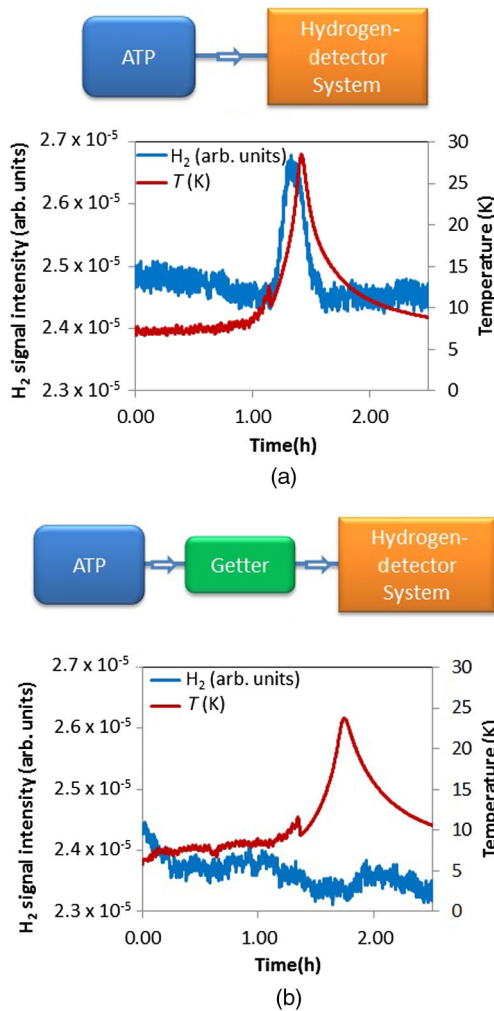 ATP
Hydrogen-
detector
System
H₂ signal intensity (arb. units)
2.7 x 10⁻⁵
2.6 x 10⁻⁵
2.5 x 10⁻⁵
2.4 x 10⁻⁵
2.3 x 10⁻⁵
H₂ (arb. units)
T (K)
30
25
20
15
10
5
0
Temperature (K)
0.00 1.00 2.00
Time(h)
(a)
ATP
Getter
Hydrogen-
detector
System
H₂ signal intensity (arb. units)
2.7 x 10⁻⁵
2.6 x 10⁻⁵
2.5 x 10⁻⁵
2.4 x 10⁻⁵
2.3 x 10⁻⁵
H₂ (arb. units)
T (K)
30
25
20
15
10
5
0
Temperature (K)
0.00 1.00 2.00
Time(h)
(b)